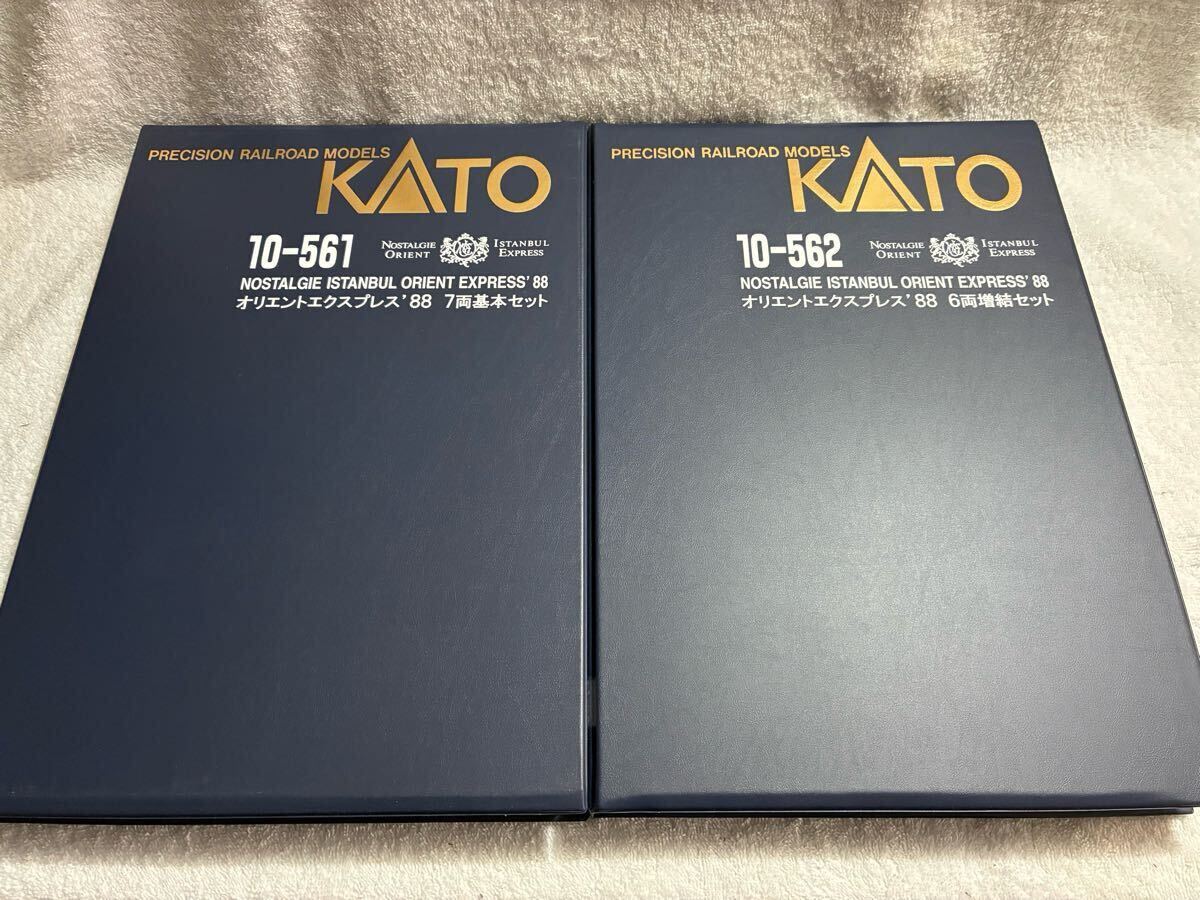 PRECISION RAILROAD MODELS
KATO
10-561
NOSTALGIE ORIENT
ISTANBUL EXPRESS
NOSTALGIE ISTANBUL ORIENT EXPRESS'88
オリエントエクスプレス'88 7両基本セット
PRECISION RAILROAD MODELS
KATO
10-562
NOSTALGIE ORIENT
ISTANBUL EXPRESS
NOSTALGIE ISTANBUL ORIENT EXPRESS'88
オリエントエクスプレス'88 6両増結セット